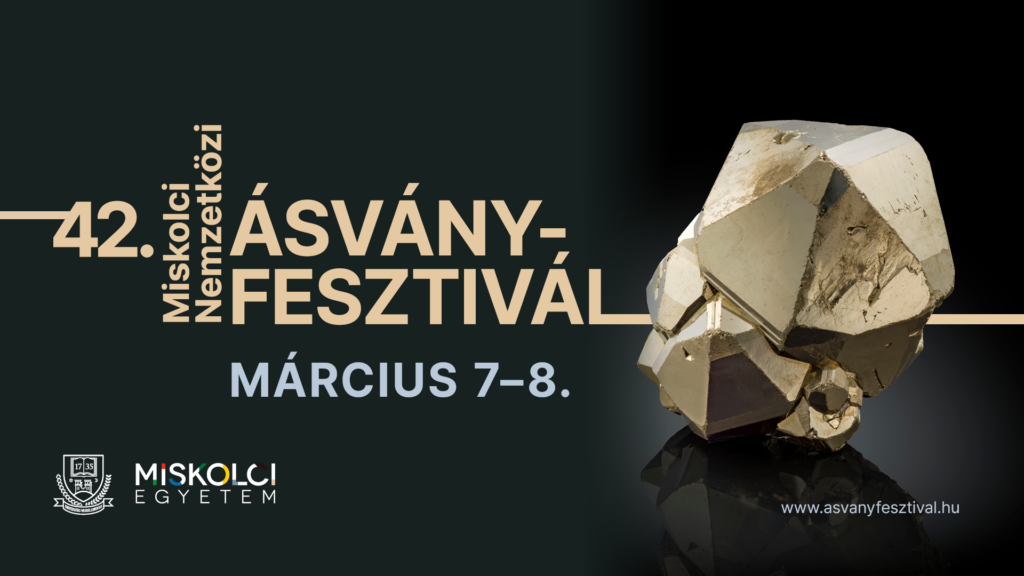 42.
Miskolci
Nemzetközi
ÁSVÁNY-
FESZTIVÁL
MÁRCIUS 7–8.
17 35
MISKOLCI
EGYETEM
www.asvanyfesztival.hu